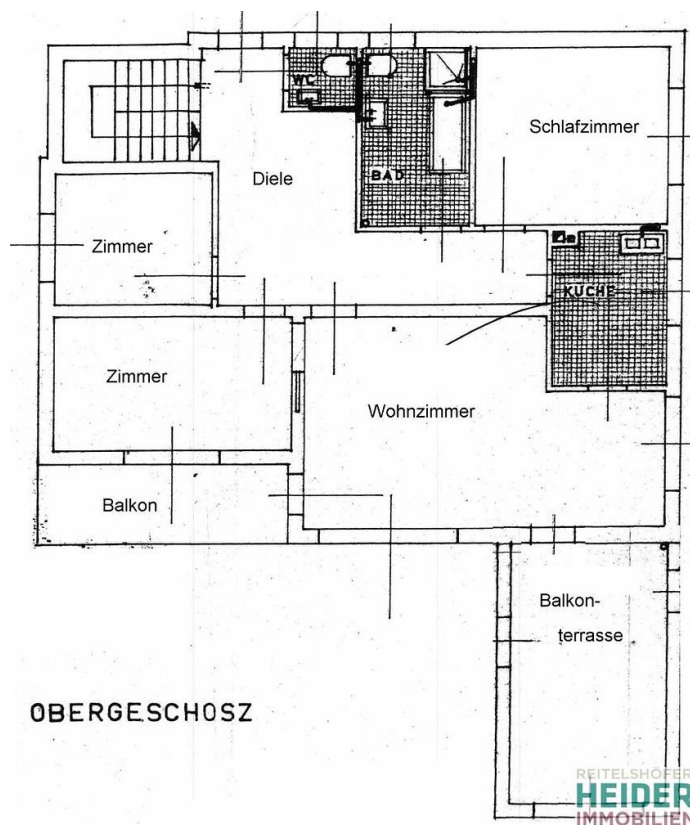 WC
Schlafzimmer
BAD
Diele
Zimmer
KÜCHE
Zimmer
Wohnzimmer
Balkon
Balkon-
terrasse
OBERGESCHOSZ
REITELSHÖFER
HEIDER
IMMOBILIEN